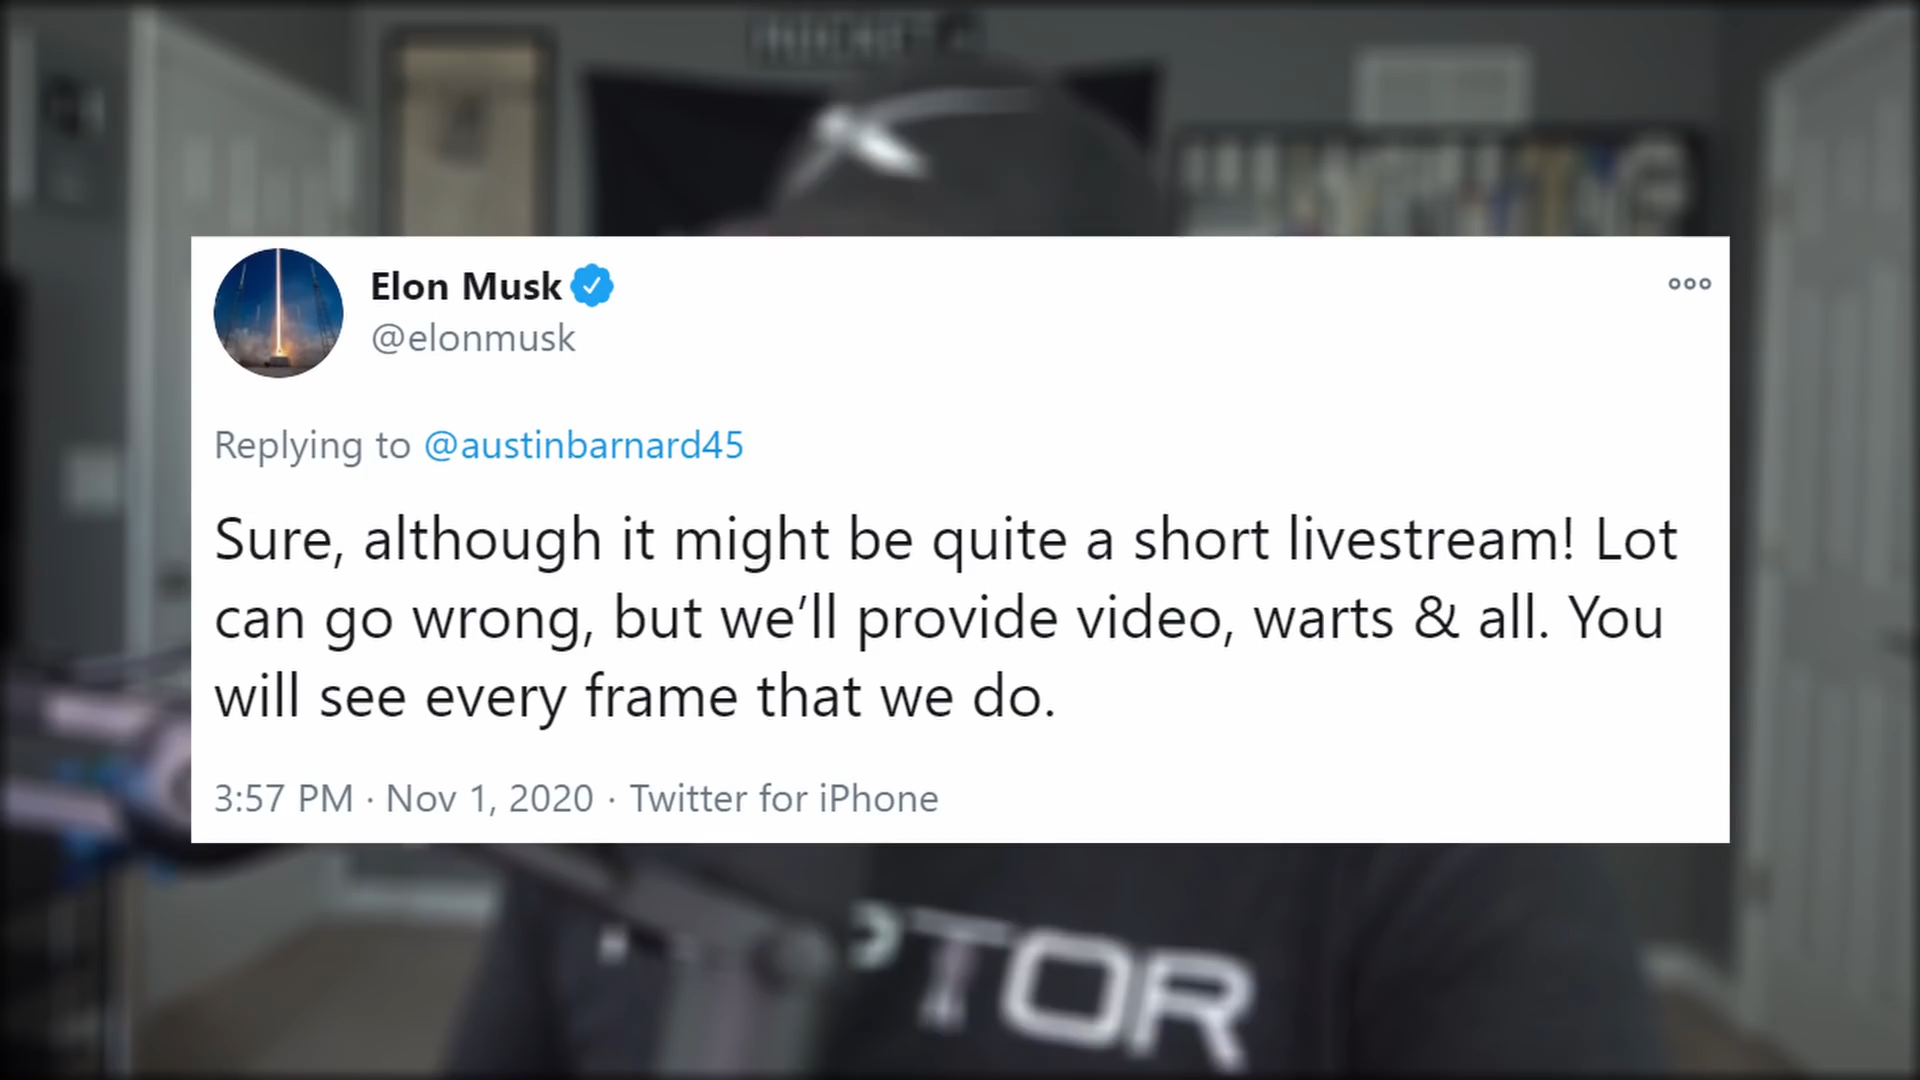 Elon Musk
@elonmusk
Replying to @austinbarnard45
Sure, although it might be quite a short livestream! Lot
can go wrong, but we’ll provide video, warts & all. You
will see every frame that we do.
3:57 PM · Nov 1, 2020 · Twitter for iPhone
TOR